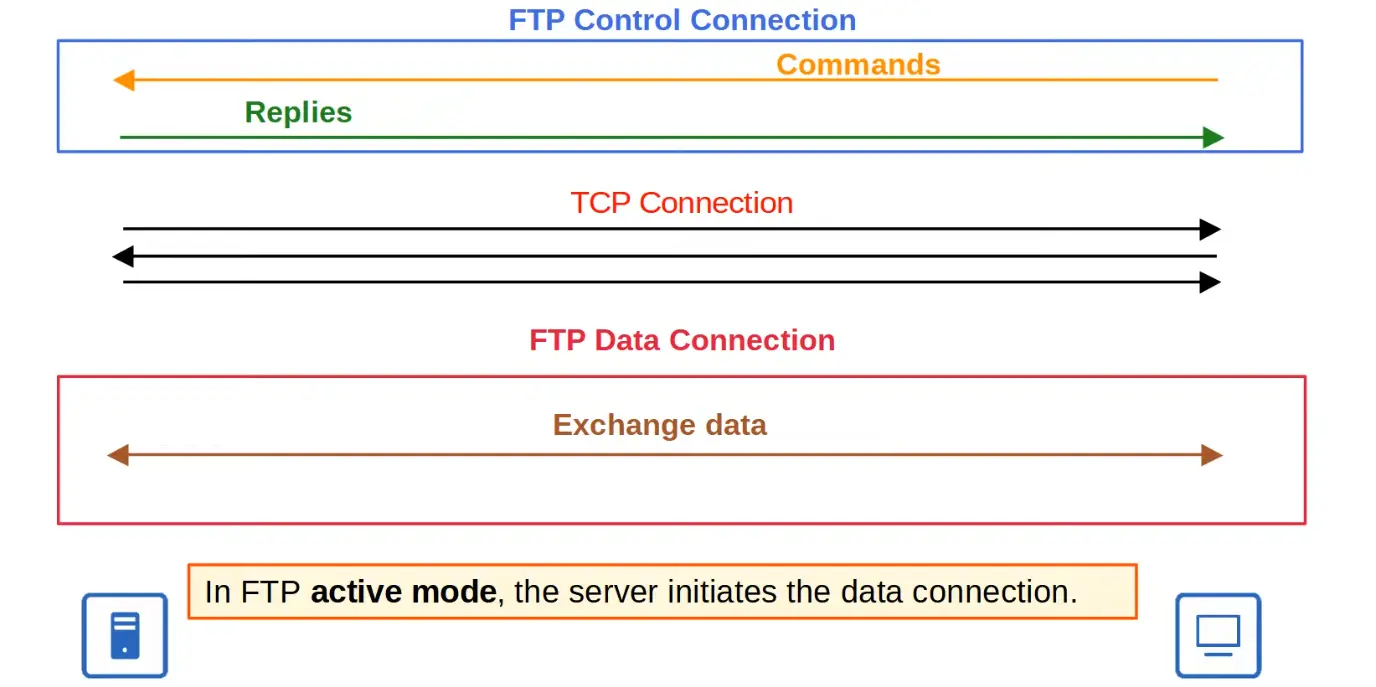 FTP Control Connection
Commands
Replies
TCP Connection
FTP Data Connection
Exchange data
In FTP active mode, the server initiates the data connection.